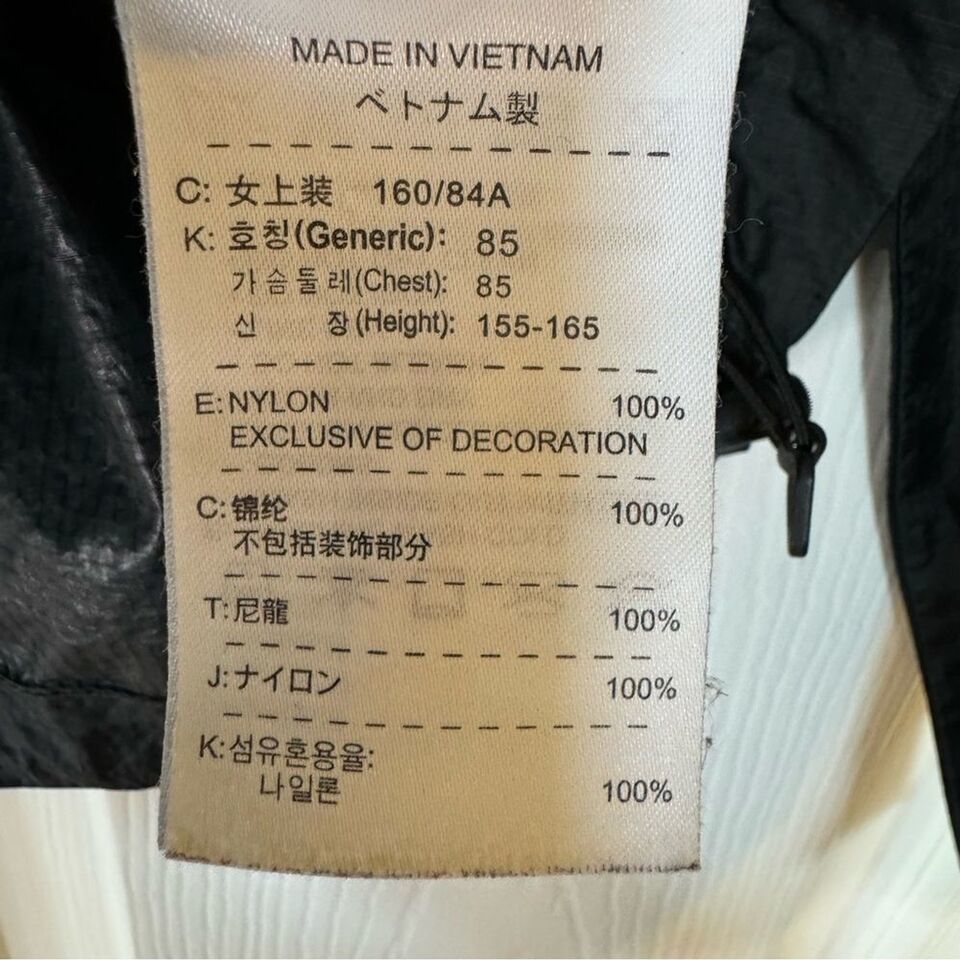 MADE IN VIETNAM
ベトナム製
C: 女上装 160/84A
K: 호칭(Generic): 85
가슴둘레(Chest): 85
신 장(Height): 155-165
E: NYLON 100%
EXCLUSIVE OF DECORATION
C: 锦纶 100%
不包括装饰部分
T: 尼龍 100%
J: ナイロン 100%
K: 섬유혼용율:
나일론 100%